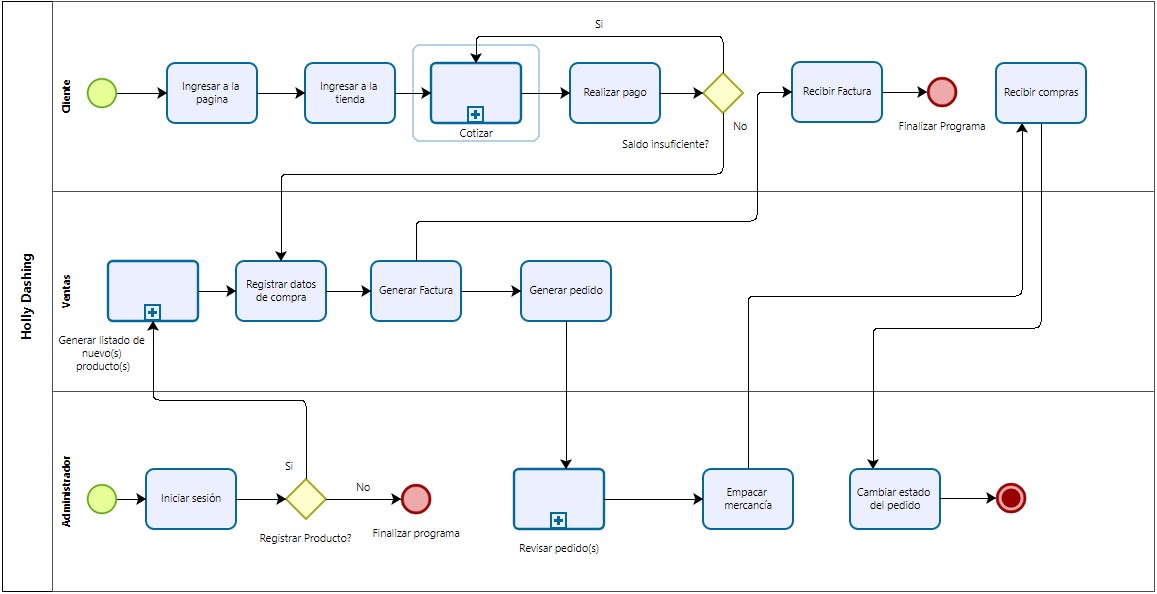 Holly Dashing
Cliente
Ingresar a la
pagina
Ingresar a la
tienda
Cotizar
Realizar pago
Si
No
Saldo insuficiente?
Recibir Factura
Finalizar Programa
Recibir compras
Ventas
Generar listado de
nuevo(s)
producto(s)
Registrar datos
de compra
Generar Factura
Generar pedido
Administrador
Iniciar sesión
Si
No
Registrar Producto?
Finalizar programa
Revisar pedido(s)
Empacar
mercancía
Cambiar estado
del pedido